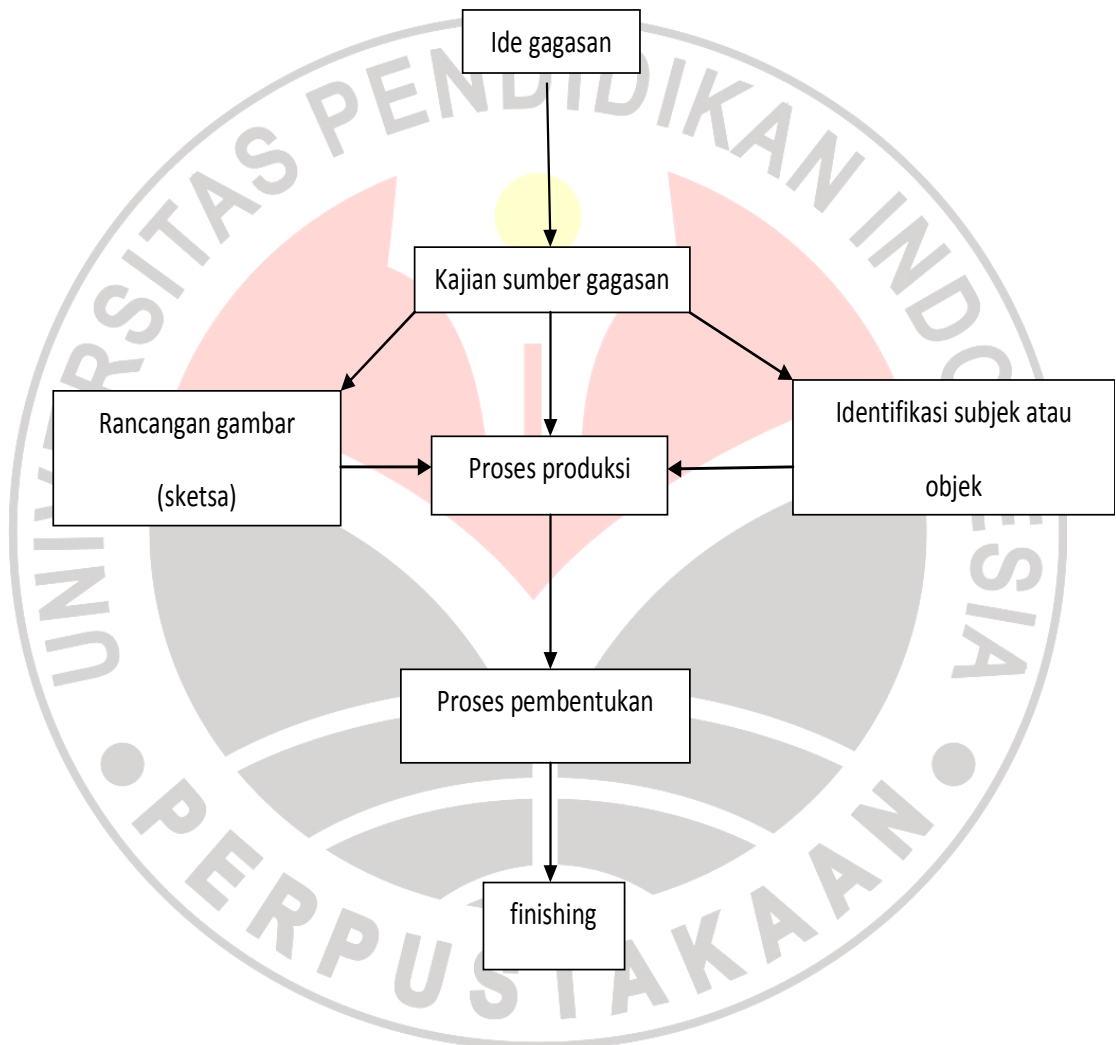 Ide gagasan
UNIVERSITAS PENDIDIKAN INDONESIA
Kajian sumber gagasan
Rancangan gambar
(sketsa)
Proses produksi
Identifikasi subjek atau
objek
Proses pembentukan
finishing
PERPUSTAKAAN